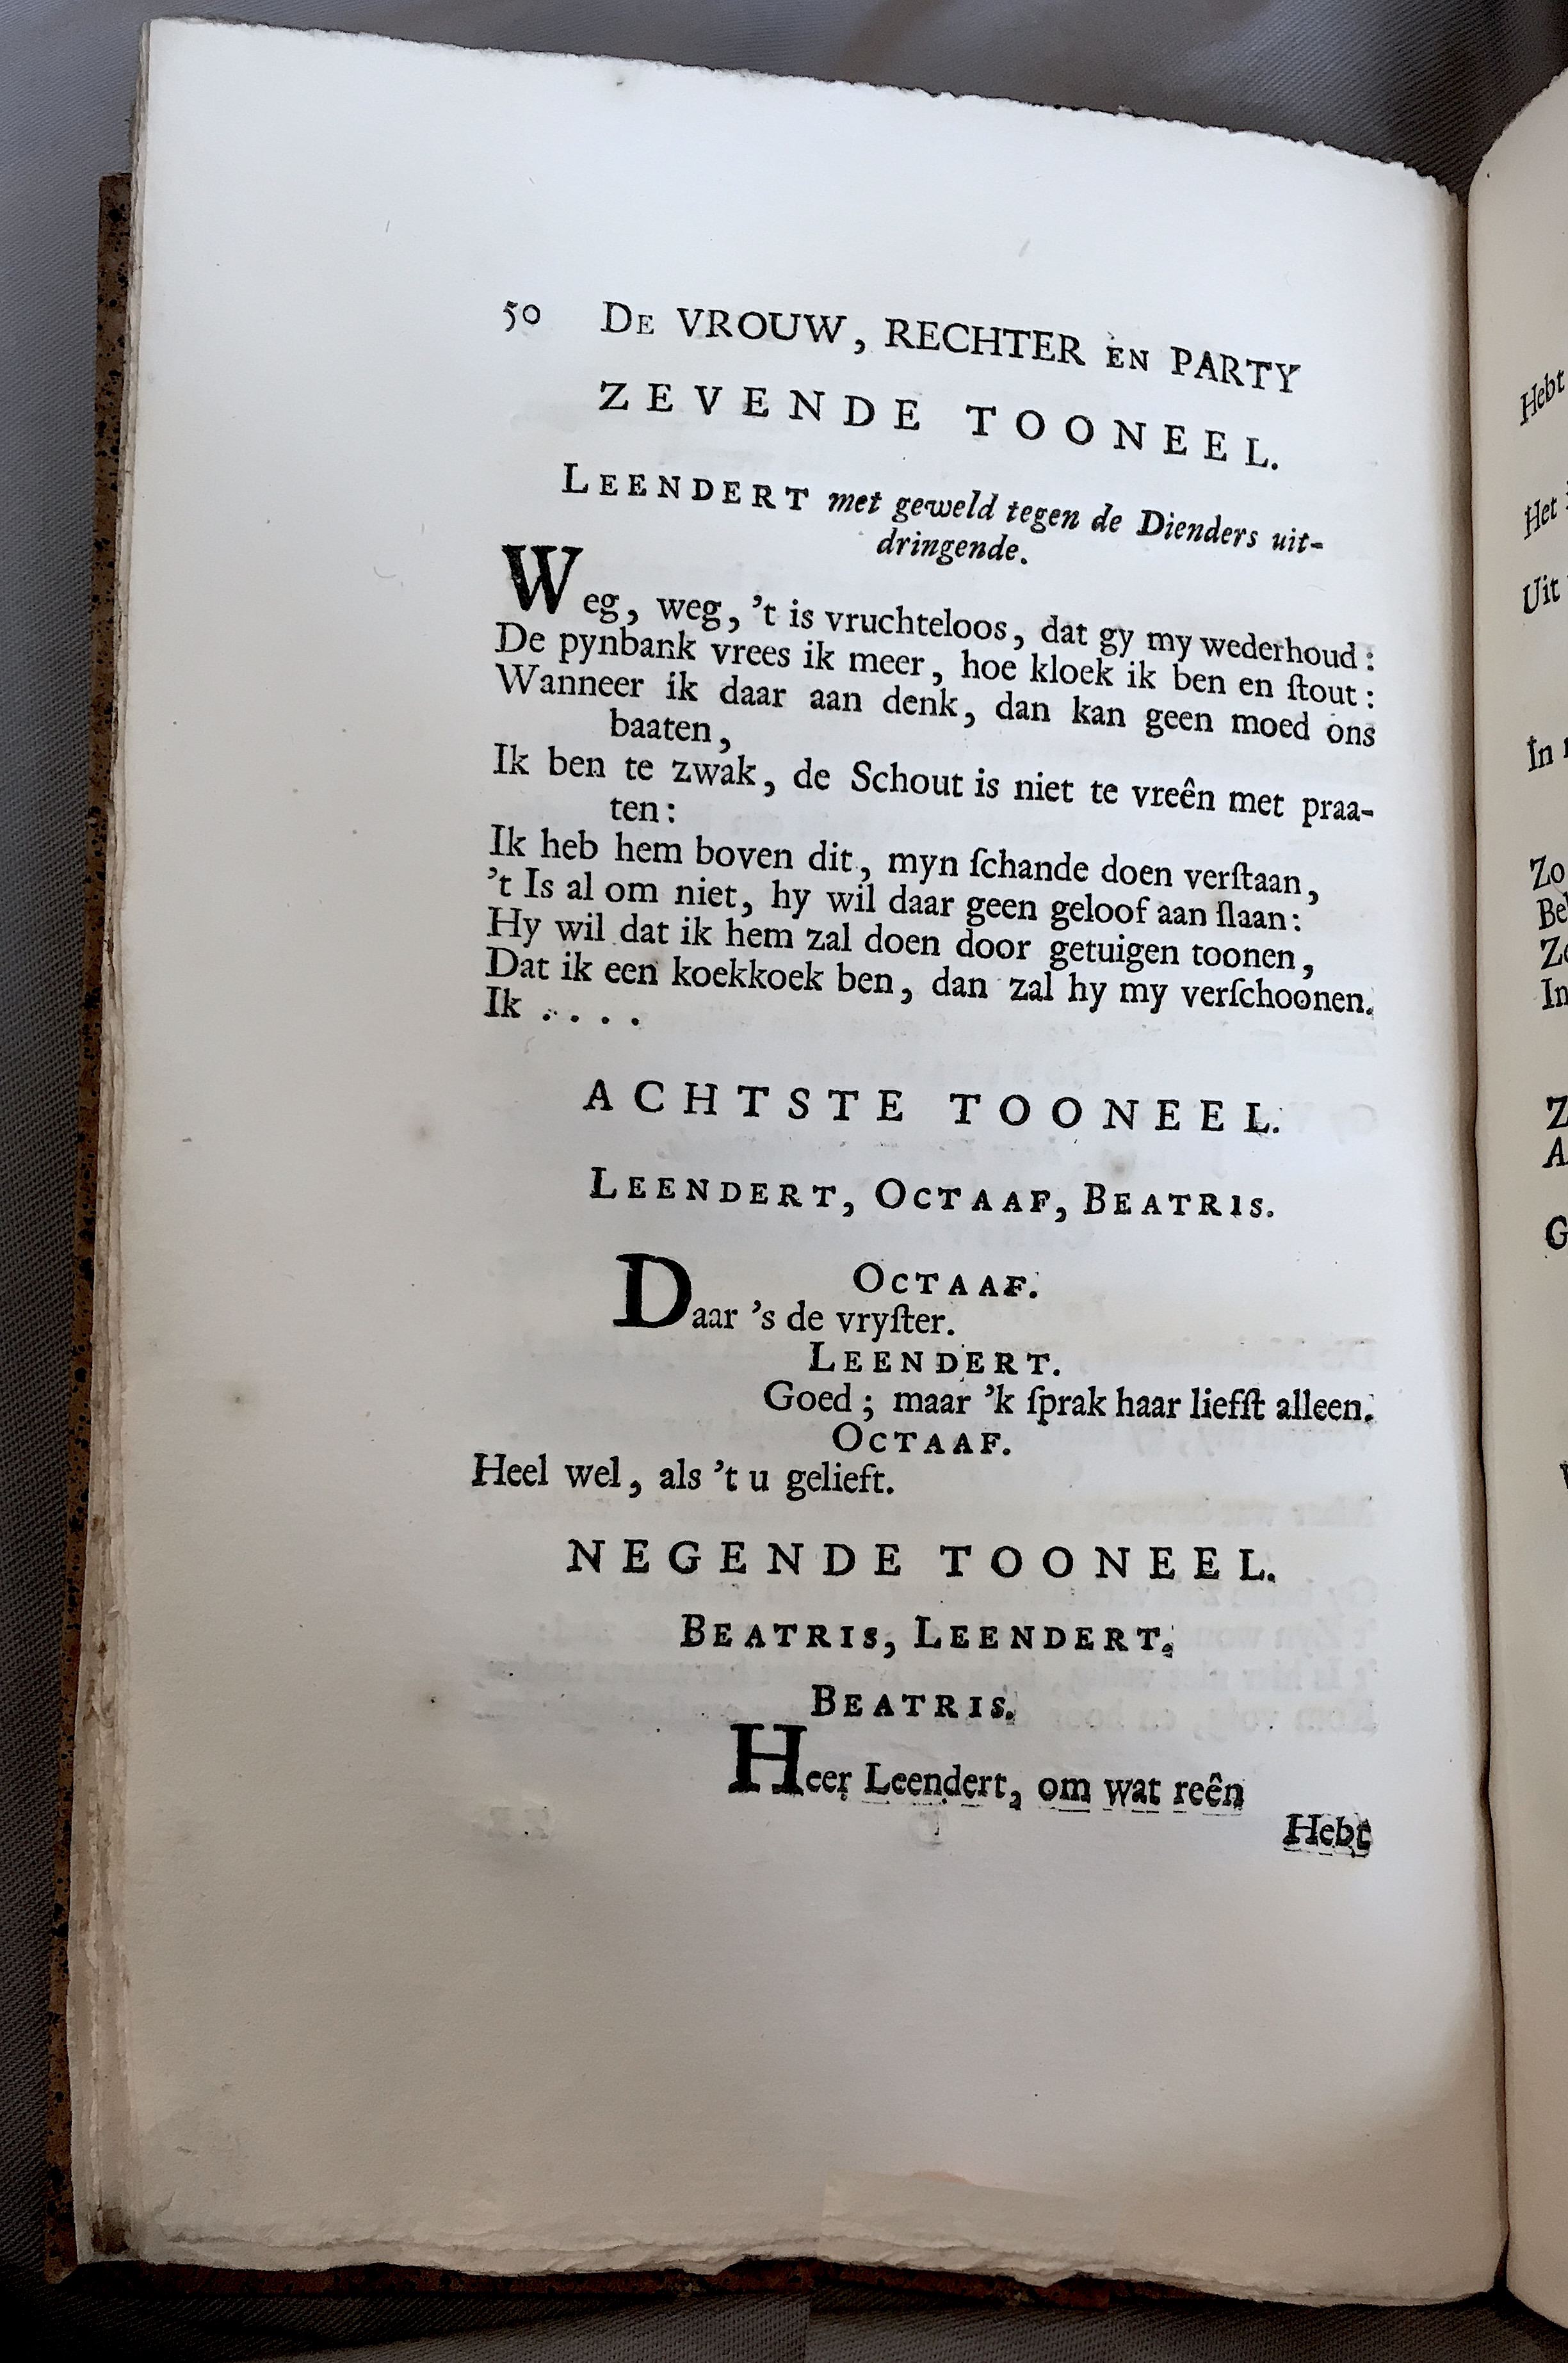 50 DE VROUW, RECHTER EN PARTY
ZEVENDE TOONEEL.
LEENDERT met geweld tegen de Dienders uit-
dringende.
Weg, weg, 't is vruchteloos, dat gy my wederhoud:
De pynbank vrees ik meer, hoe kloek ik ben en ſtout:
Wanneer ik daar aan denk, dan kan geen moed ons
baaten,
Ik ben te zwak, de Schout is niet te vreên met praa-
ten:
Ik heb hem boven dit, myn ſchande doen verſtaan,
't Is al om niet, hy wil daar geen geloof aan ſlaan:
Hy wil dat ik hem zal doen door getuigen toonen,
Dat ik een koekkoek ben, dan zal hy my verſchoonen.
Ik . . . .
ACHTSTE TOONEEL.
LEENDERT, OCTAAF, BEATRIS.
OCTAAF.
Daar 's de vryſter.
LEENDERT.
Goed; maar 'k ſprak haar liefſt alleen.
OCTAAF.
Heel wel, als 't u gelieft.
NEGENDE TOONEEL.
BEATRIS, LEENDERT.
BEATRIS.
Heer Leendert, om wat reên
Hebt
Hebt
Het
Uit
In
Zo
In
G